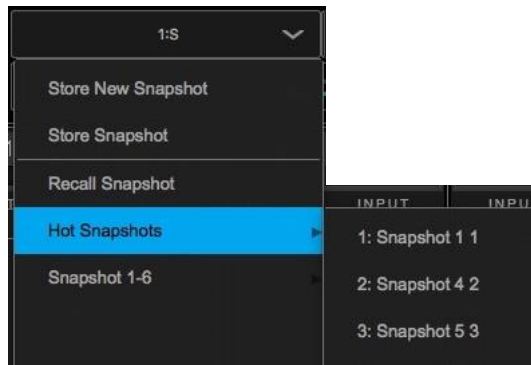 1:S
Store New Snapshot
Store Snapshot
Recall Snapshot
INPUT
Hot Snapshots
1: Snapshot 1 1
Snapshot 1-6
2: Snapshot 4 2
3: Snapshot 5 3